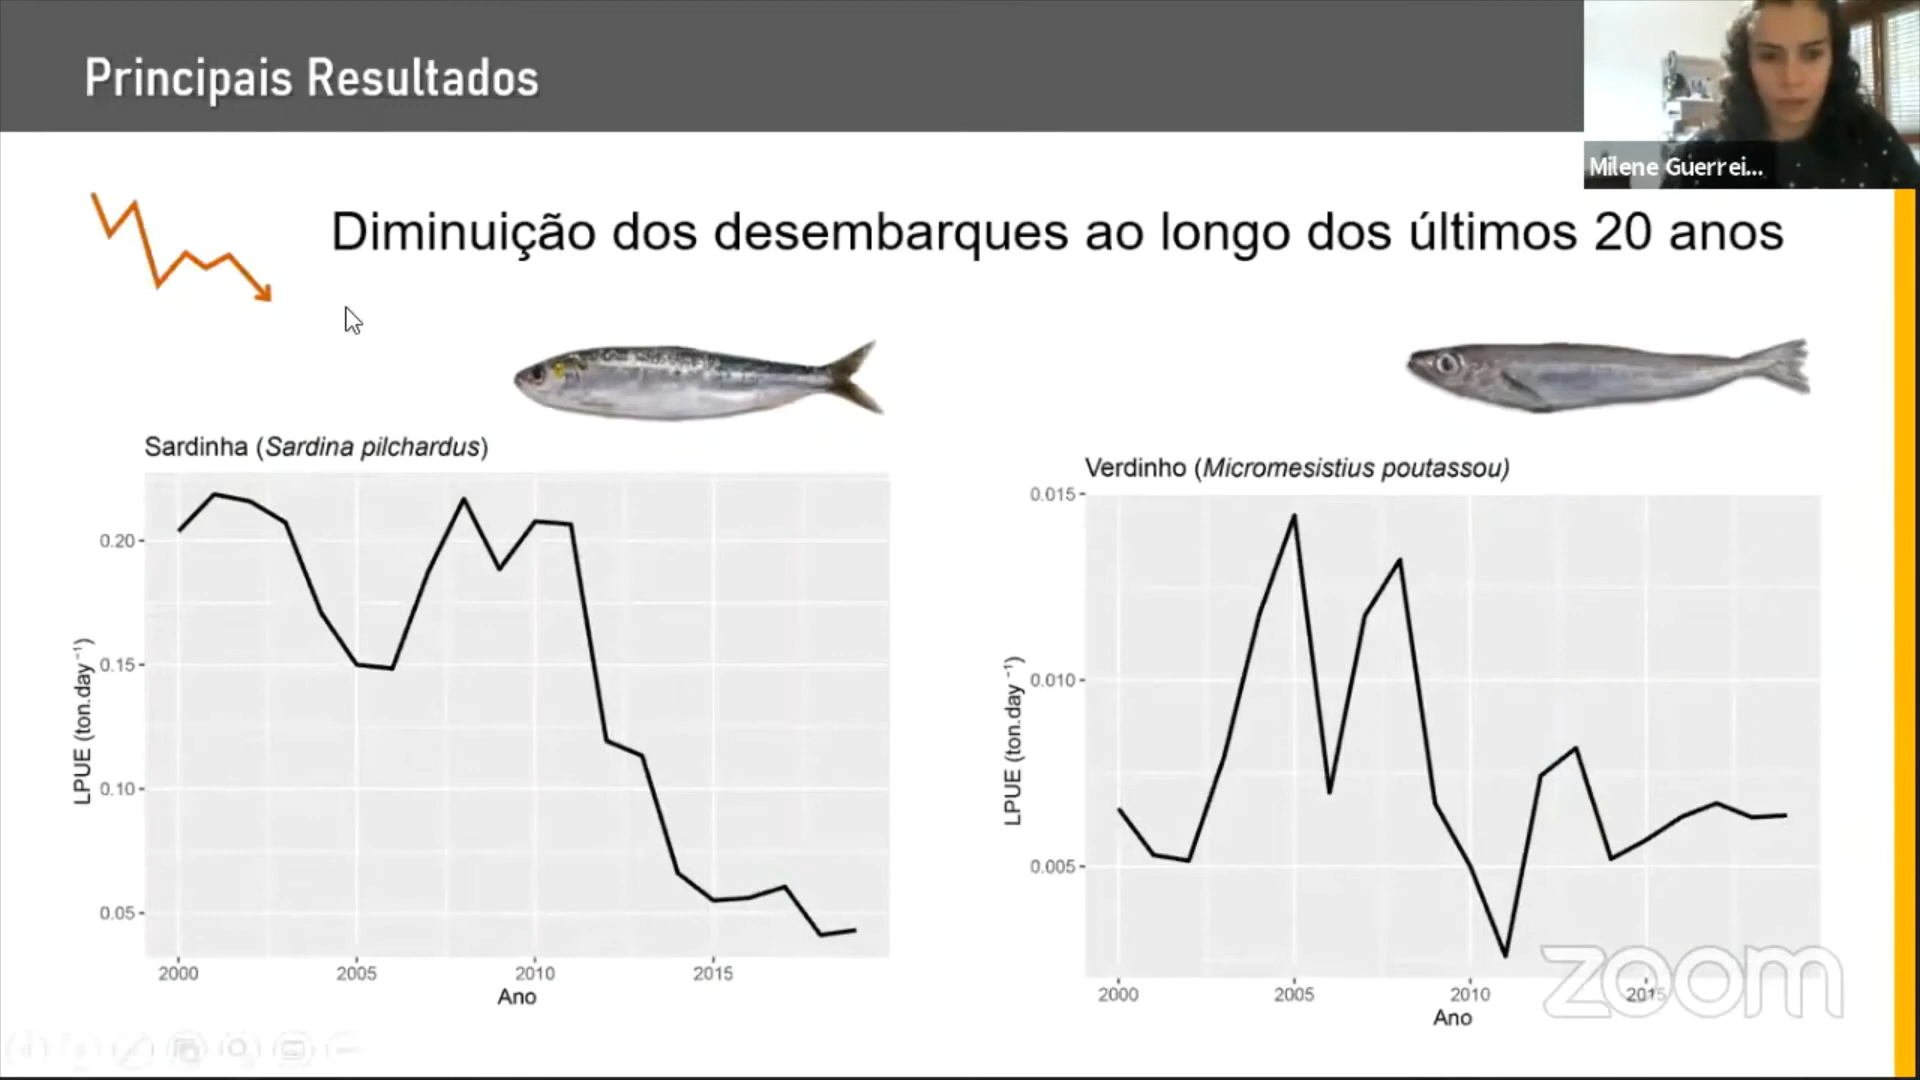 Principais Resultados
Milene Guerrei...
Diminuição dos desembarques ao longo dos últimos 20 anos
Sardinha (Sardina pilchardus)
LPUE (ton.day⁻¹)
0.20
0.15
0.10
0.05
2000 2005 2010 2015
Ano
Verdinho (Micromesistius poutassou)
LPUE (ton.day⁻¹)
0.015
0.010
0.005
2000 2005 2010 2015
Ano
zoom